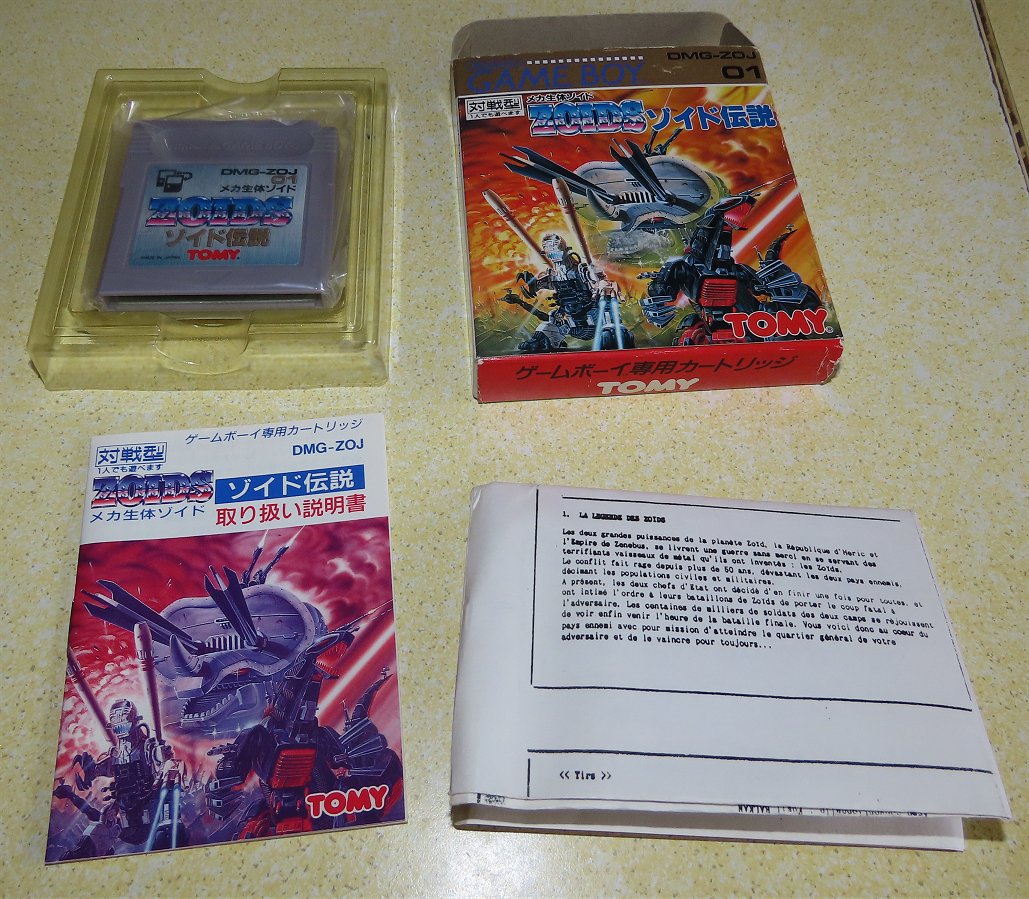 DMG-ZOJ
01
メカ生体ゾイド
ZOIDS
ゾイド伝説
TOMY
MADE IN JAPAN
GAME BOY
DMG-ZOJ
01
対戦型
1人でも遊べます
メカ生体ゾイド
ZOIDS ゾイド伝説
TOMY
ゲームボーイ専用カートリッジ
TOMY
ゲームボーイ専用カートリッジ
DMG-ZOJ
対戦型
1人でも遊べます
ZOIDS
メカ生体ゾイド
ゾイド伝説
取り扱い説明書
TOMY
1. LA LEGENDE DES ZOÏDS
Les deux grandes puissances de la planète Zoïd, la République d'Heric et
l'Empire de Zenebus, se livrent une guerre sans merci en se servant des
terrifiants vaisseaux de métal qu'ils ont inventés : les Zoïds.
Le conflit fait rage depuis plus de 50 ans, dévastant les deux pays ennemis,
décimant les populations civiles et militaires.
A présent, les deux chefs d'Etat ont décidé d'en finir une fois pour toutes, et
ont intimé l'ordre à leurs bataillons de Zoïds de porter le coup fatal à
l'adversaire. Les centaines de milliers de soldats des deux camps se réjouissent
de voir enfin venir l'heure de la bataille finale. Vous voici donc au coeur du
pays ennemi avec pour mission d'atteindre le quartier général de votre
adversaire et de le vaincre pour toujours...
<< Tirs >>